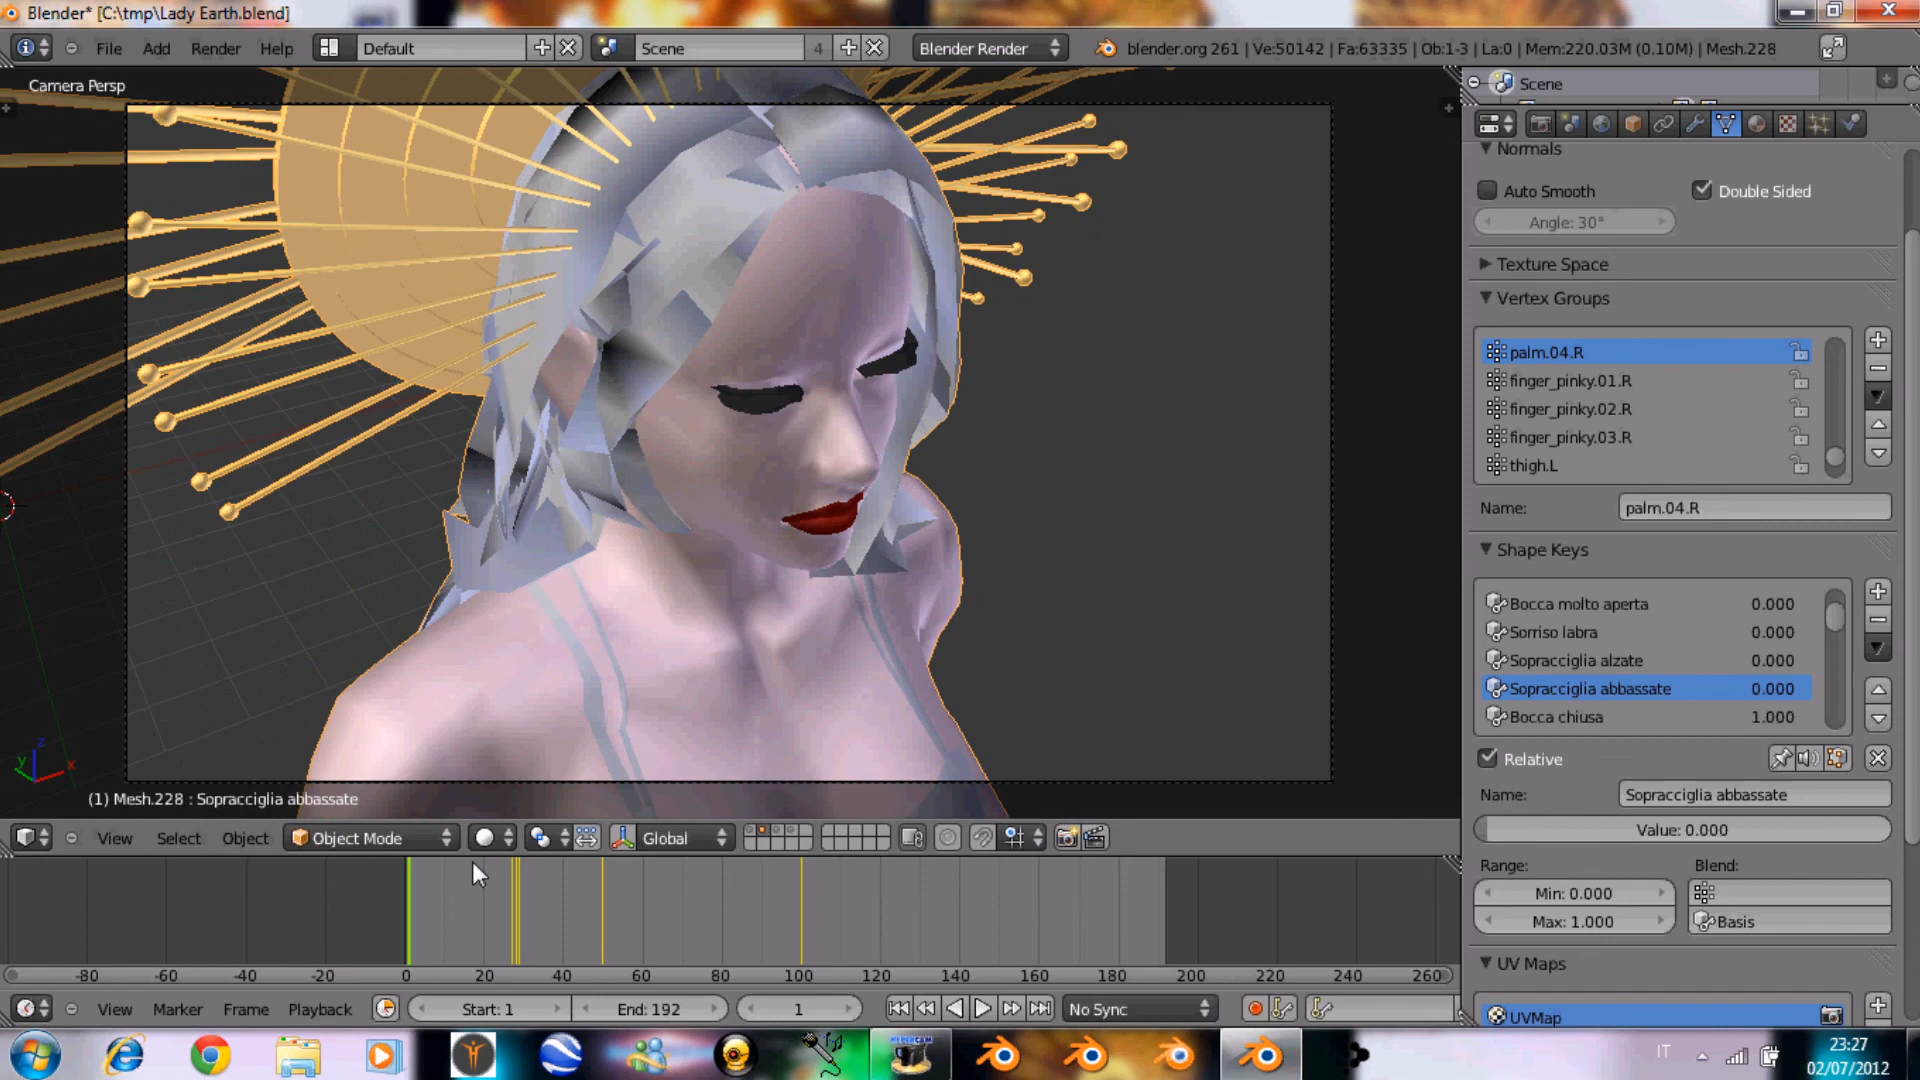 Blender* [C:\tmp\Lady Earth.blend]
File Add Render Help Default Scene 4 Blender Render blender.org 261 | Ve:50142 | Fa:63335 | Ob:1-3 | La:0 | Mem:220.03M (0.10M) | Mesh.228
Camera Persp
Scene
Normals
Auto Smooth Double Sided
Angle: 30°
Texture Space
Vertex Groups
palm.04.R
finger_pinky.01.R
finger_pinky.02.R
finger_pinky.03.R
thigh.L
Name: palm.04.R
Shape Keys
Bocca molto aperta 0.000
Sorriso labra 0.000
Sopracciglia alzate 0.000
Sopracciglia abbassate 0.000
Bocca chiusa 1.000
Relative
Name: Sopracciglia abbassate
Value: 0.000
Range: Blend:
Min: 0.000
Max: 1.000 Basis
UV Maps
UVMap
z
y x
(1) Mesh.228 : Sopracciglia abbassate
View Select Object Object Mode Global
-80 -60 -40 -20 0 20 40 60 80 100 120 140 160 180 200 220 240 260
View Marker Frame Playback Start: 1 End: 192 1 No Sync
HYPERCAM
IT
23:27
02/07/2012